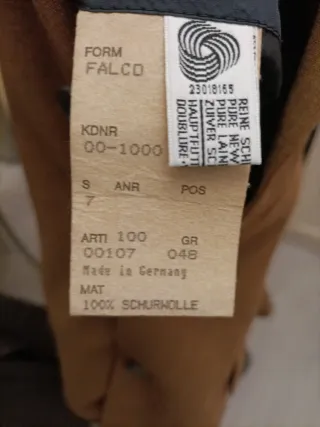 FORM
FALCO
KDNR
00-1000
S ANR POS
7
ARTI 100 GR
00107 048
Made in Germany
MAT
100% SCHURWOLLE
23018165
REINE SCH
PURE NEW
PURE LAIN
ZUIVER SC
HAUPTFUT
DOUBLURE